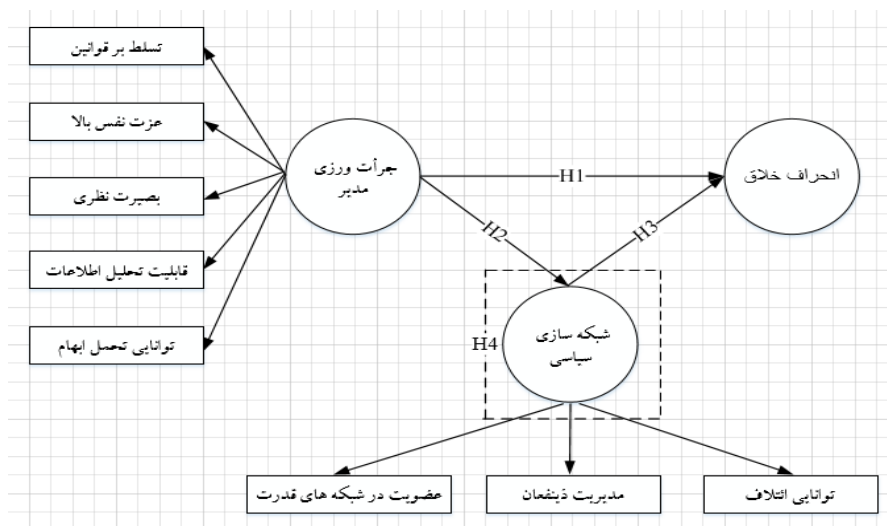 تسلط بر قوانین
عزت نفس بالا
بصیرت نظری
قابلیت تحلیل اطلاعات
توانایی تحمل ابهام
جرأت ورزی
مدیر
H1
انحراف خلاق
H2
H3
H4
شبکه سازی
سیاسی
عضویت در شبکه های قدرت
مدیریت ذینفعان
توانایی ائتلاف